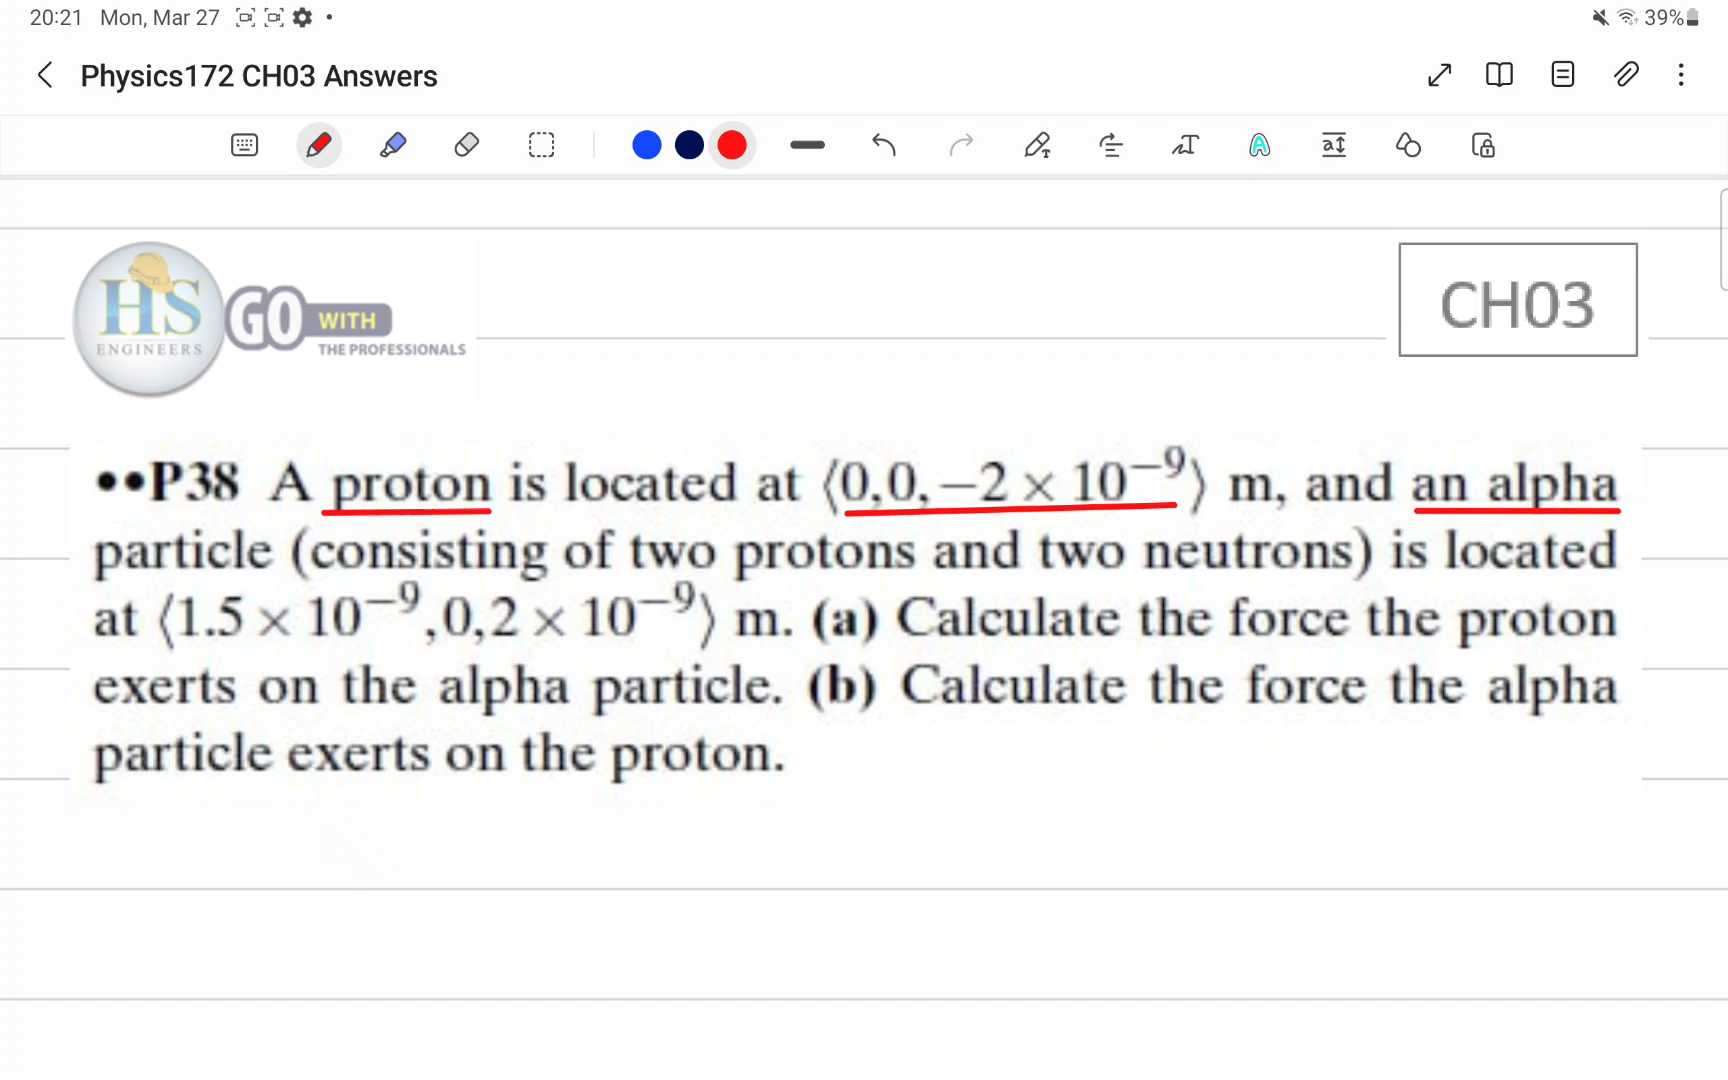 20:21 Mon, Mar 27
39%
Physics172 CH03 Answers
HS
ENGINEERS
GO WITH
THE PROFESSIONALS
CH03
••P38 A proton is located at ⟨0,0,−2 × 10⁻⁹⟩ m, and an alpha
particle (consisting of two protons and two neutrons) is located
at ⟨1.5 × 10⁻⁹,0,2 × 10⁻⁹⟩ m. (a) Calculate the force the proton
exerts on the alpha particle. (b) Calculate the force the alpha
particle exerts on the proton.